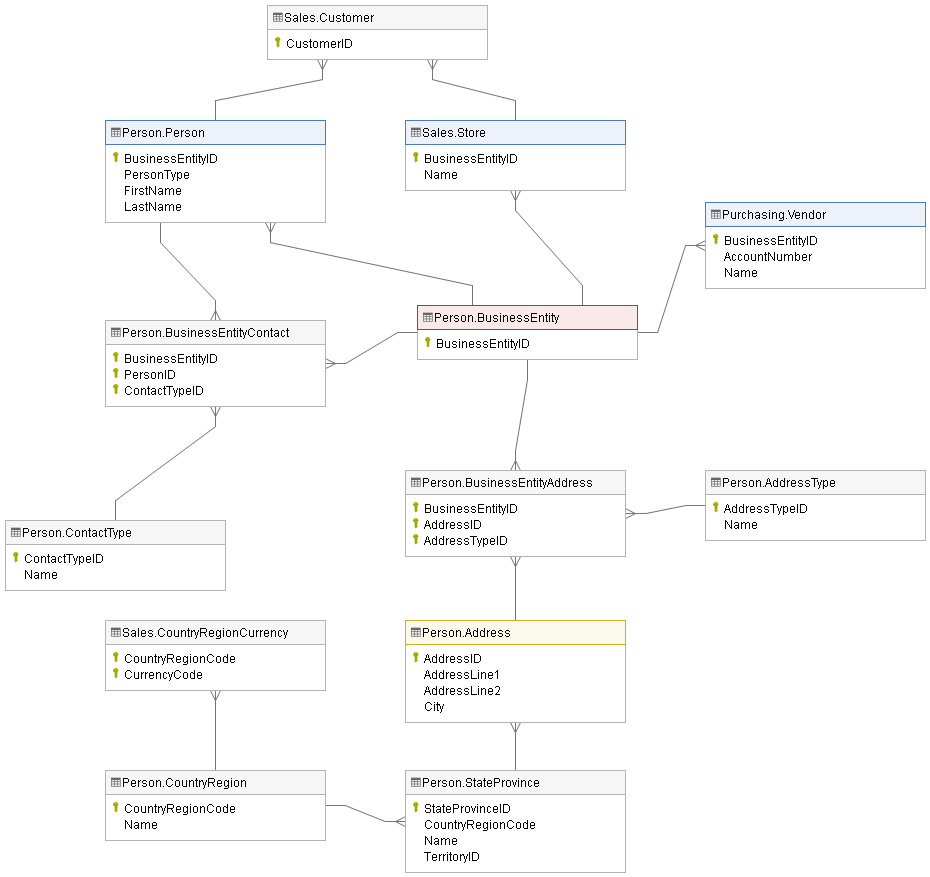 Sales.Customer
CustomerID
Person.Person
BusinessEntityID
PersonType
FirstName
LastName
Sales.Store
BusinessEntityID
Name
Purchasing.Vendor
BusinessEntityID
AccountNumber
Name
Person.BusinessEntity
BusinessEntityID
Person.BusinessEntityContact
BusinessEntityID
PersonID
ContactTypeID
Person.BusinessEntityAddress
BusinessEntityID
AddressID
AddressTypeID
Person.AddressType
AddressTypeID
Name
Person.ContactType
ContactTypeID
Name
Sales.CountryRegionCurrency
CountryRegionCode
CurrencyCode
Person.Address
AddressID
AddressLine1
AddressLine2
City
Person.CountryRegion
CountryRegionCode
Name
Person.StateProvince
StateProvinceID
CountryRegionCode
Name
TerritoryID